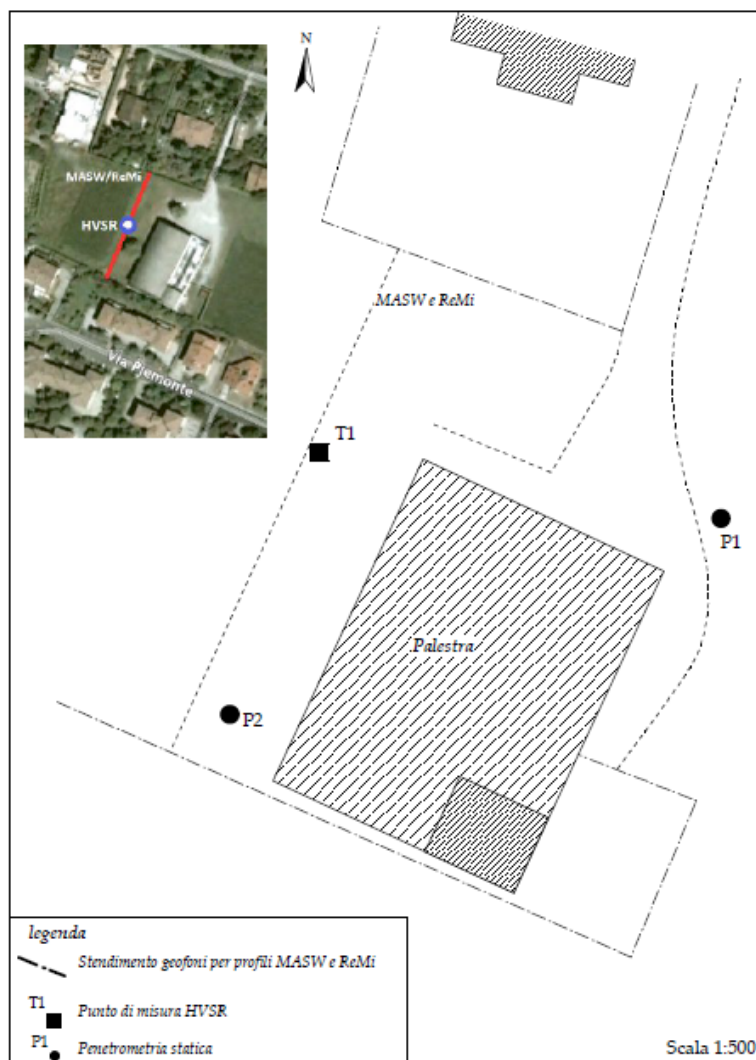 N
MASW/ReMi
HVSR
Via Piemonte
MASW e ReMi
T1
P1
Palestra
P2
legenda
Stendimento geofoni per profili MASW e ReMi
T1
Punto di misura HVSR
P1
Penetrometria statica
Scala 1:500